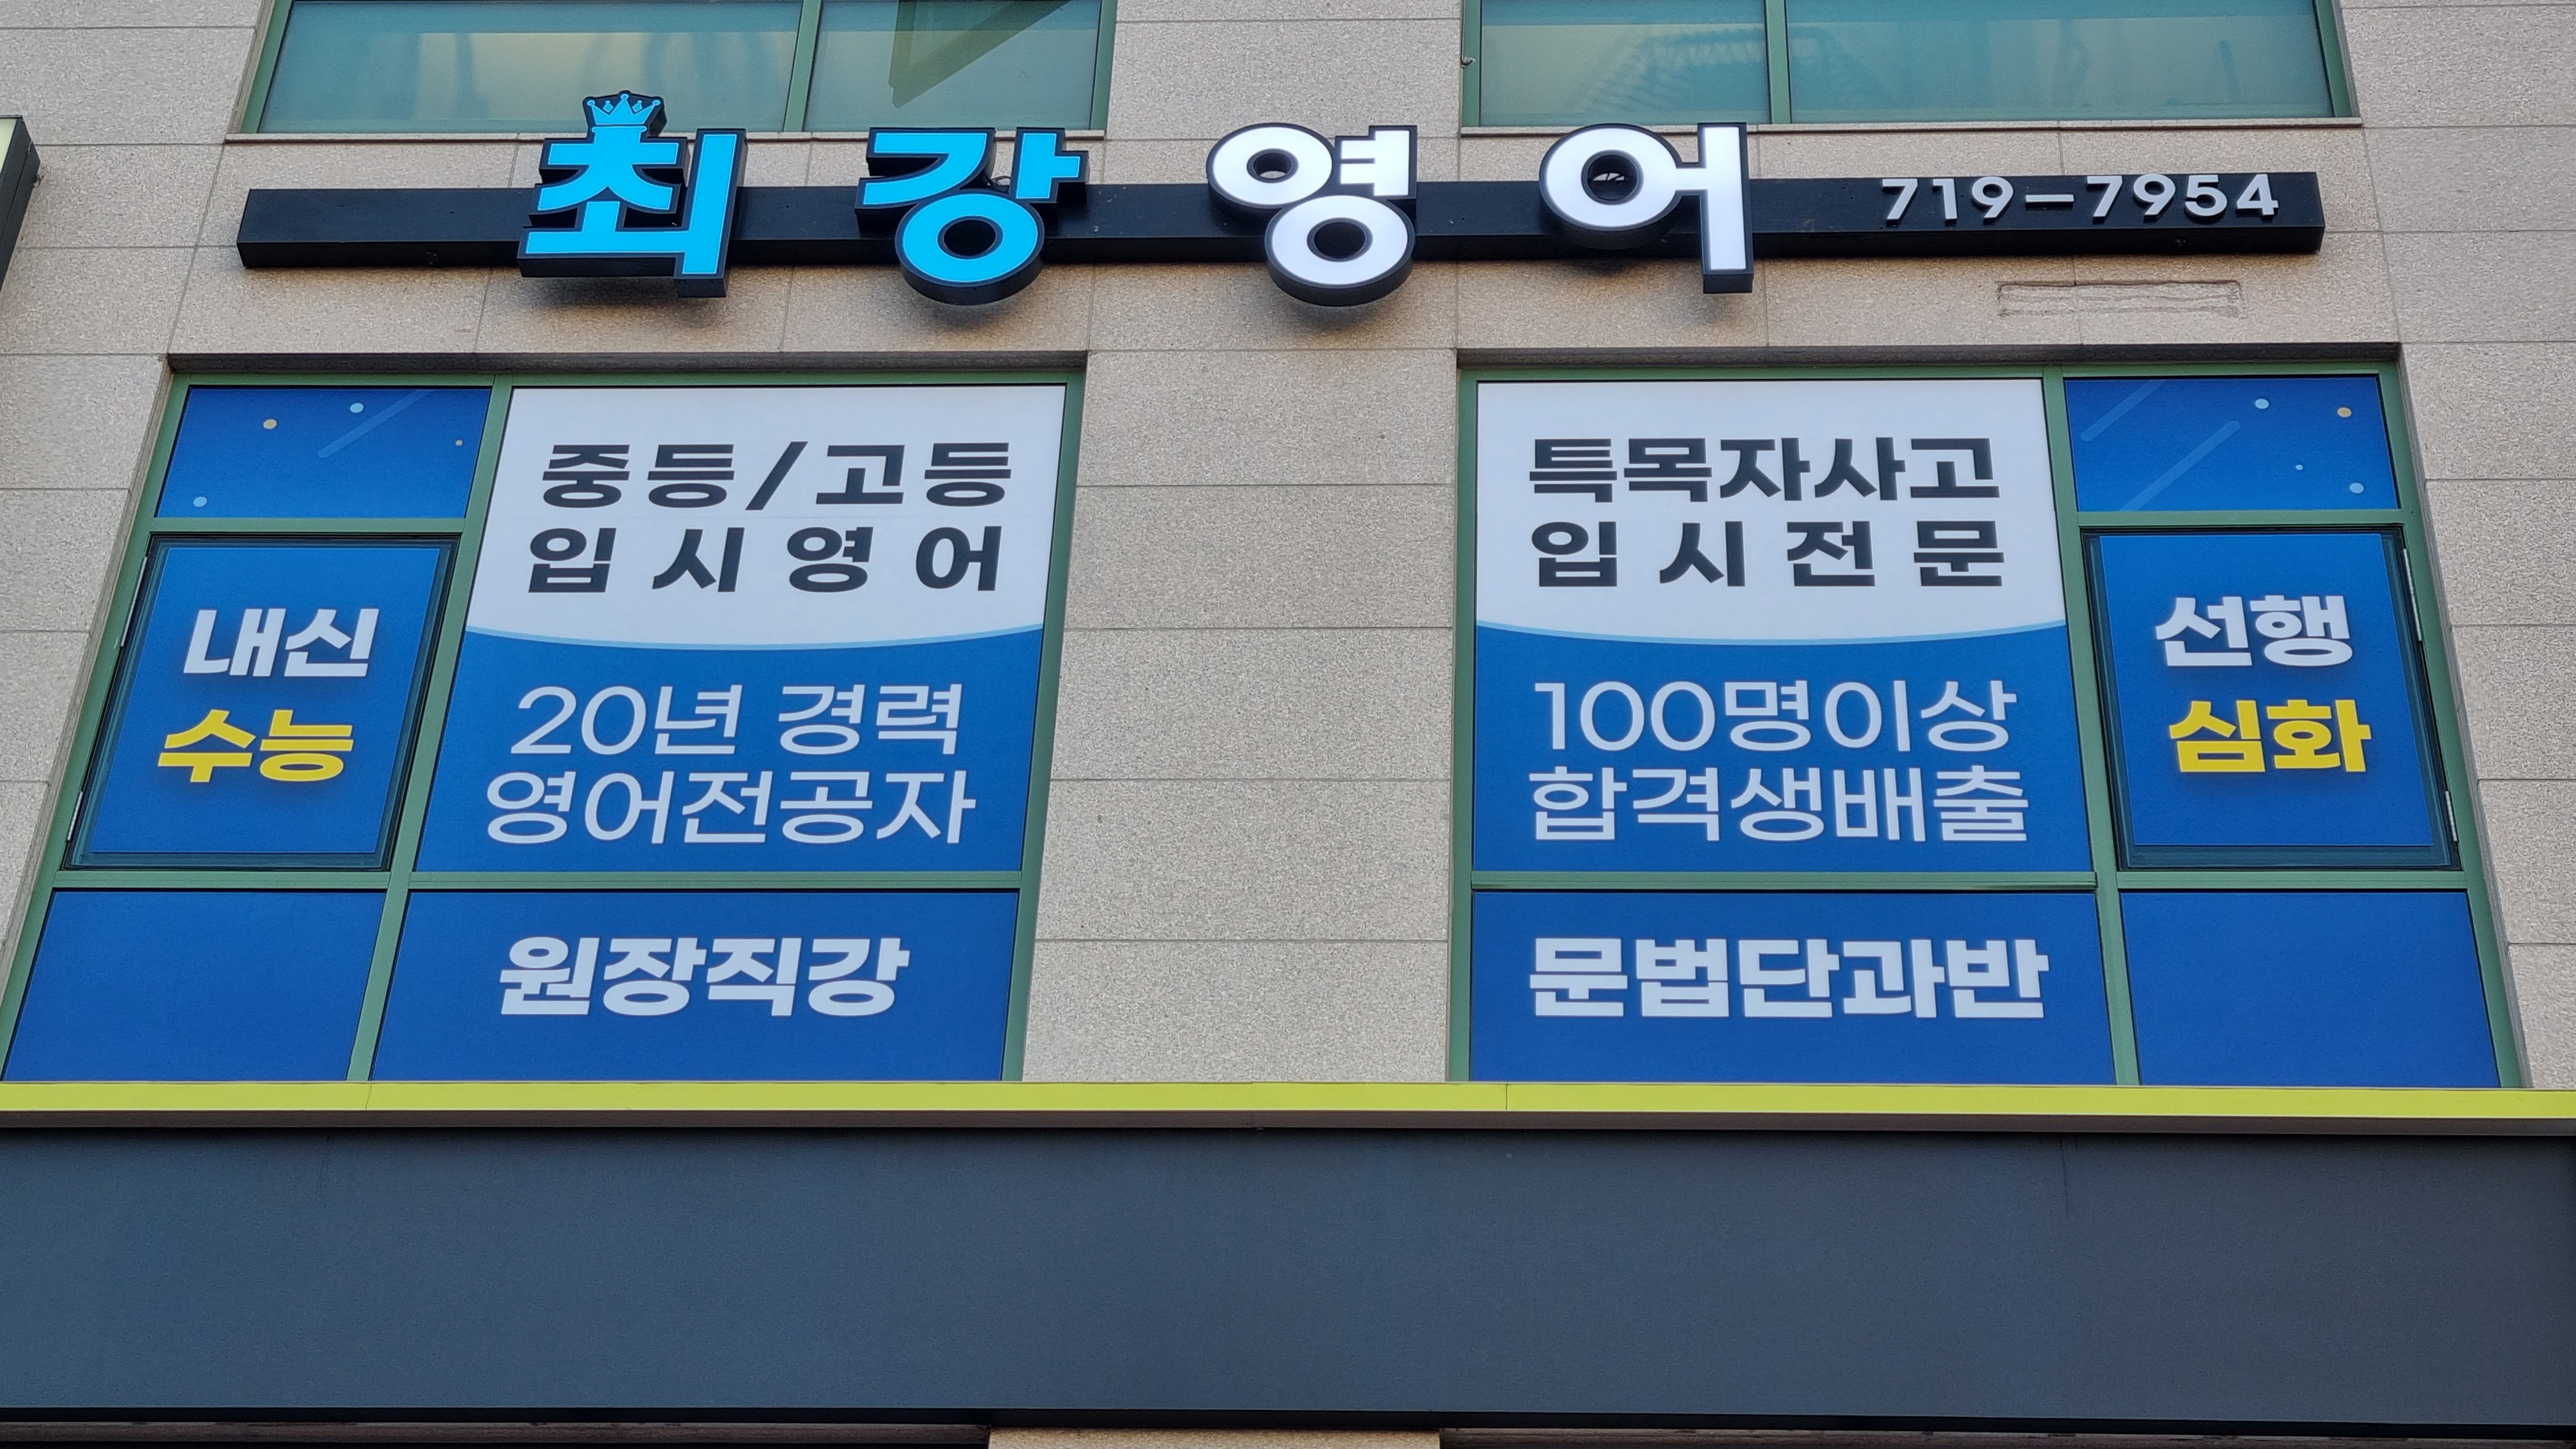 최강영어 719-7954
중등/고등
입시영어
내신
수능
20년 경력
영어전공자
원장직강
특목자사고
입시전문
100명이상
합격생배출
선행
심화
문법단과반